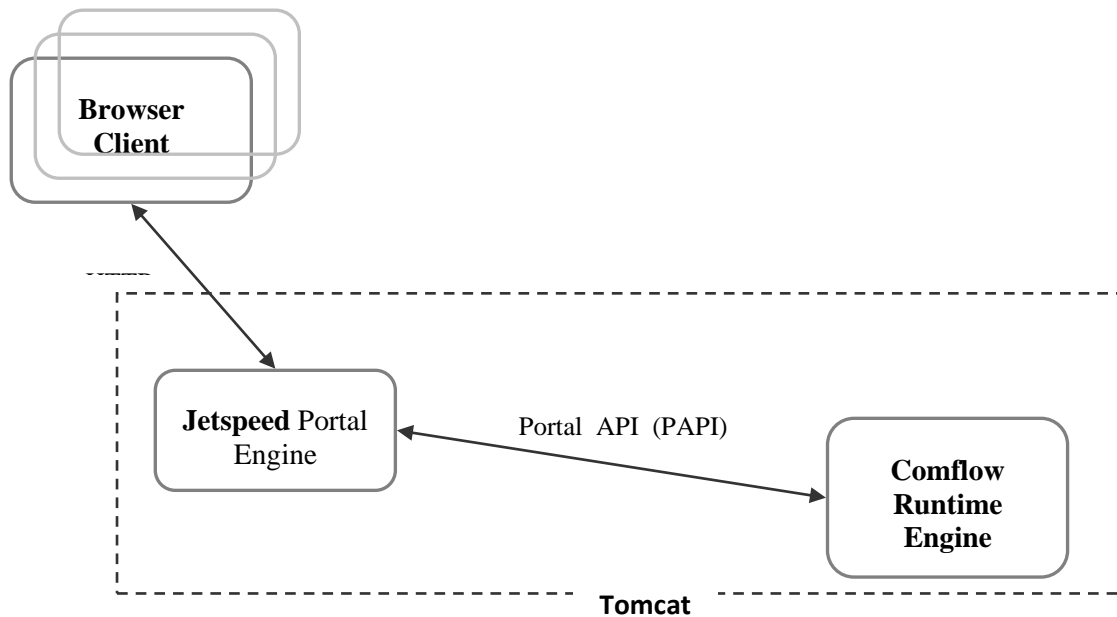 Browser
Client
Jetspeed Portal
Engine
Portal API (PAPI)
Comflow
Runtime
Engine
Tomcat